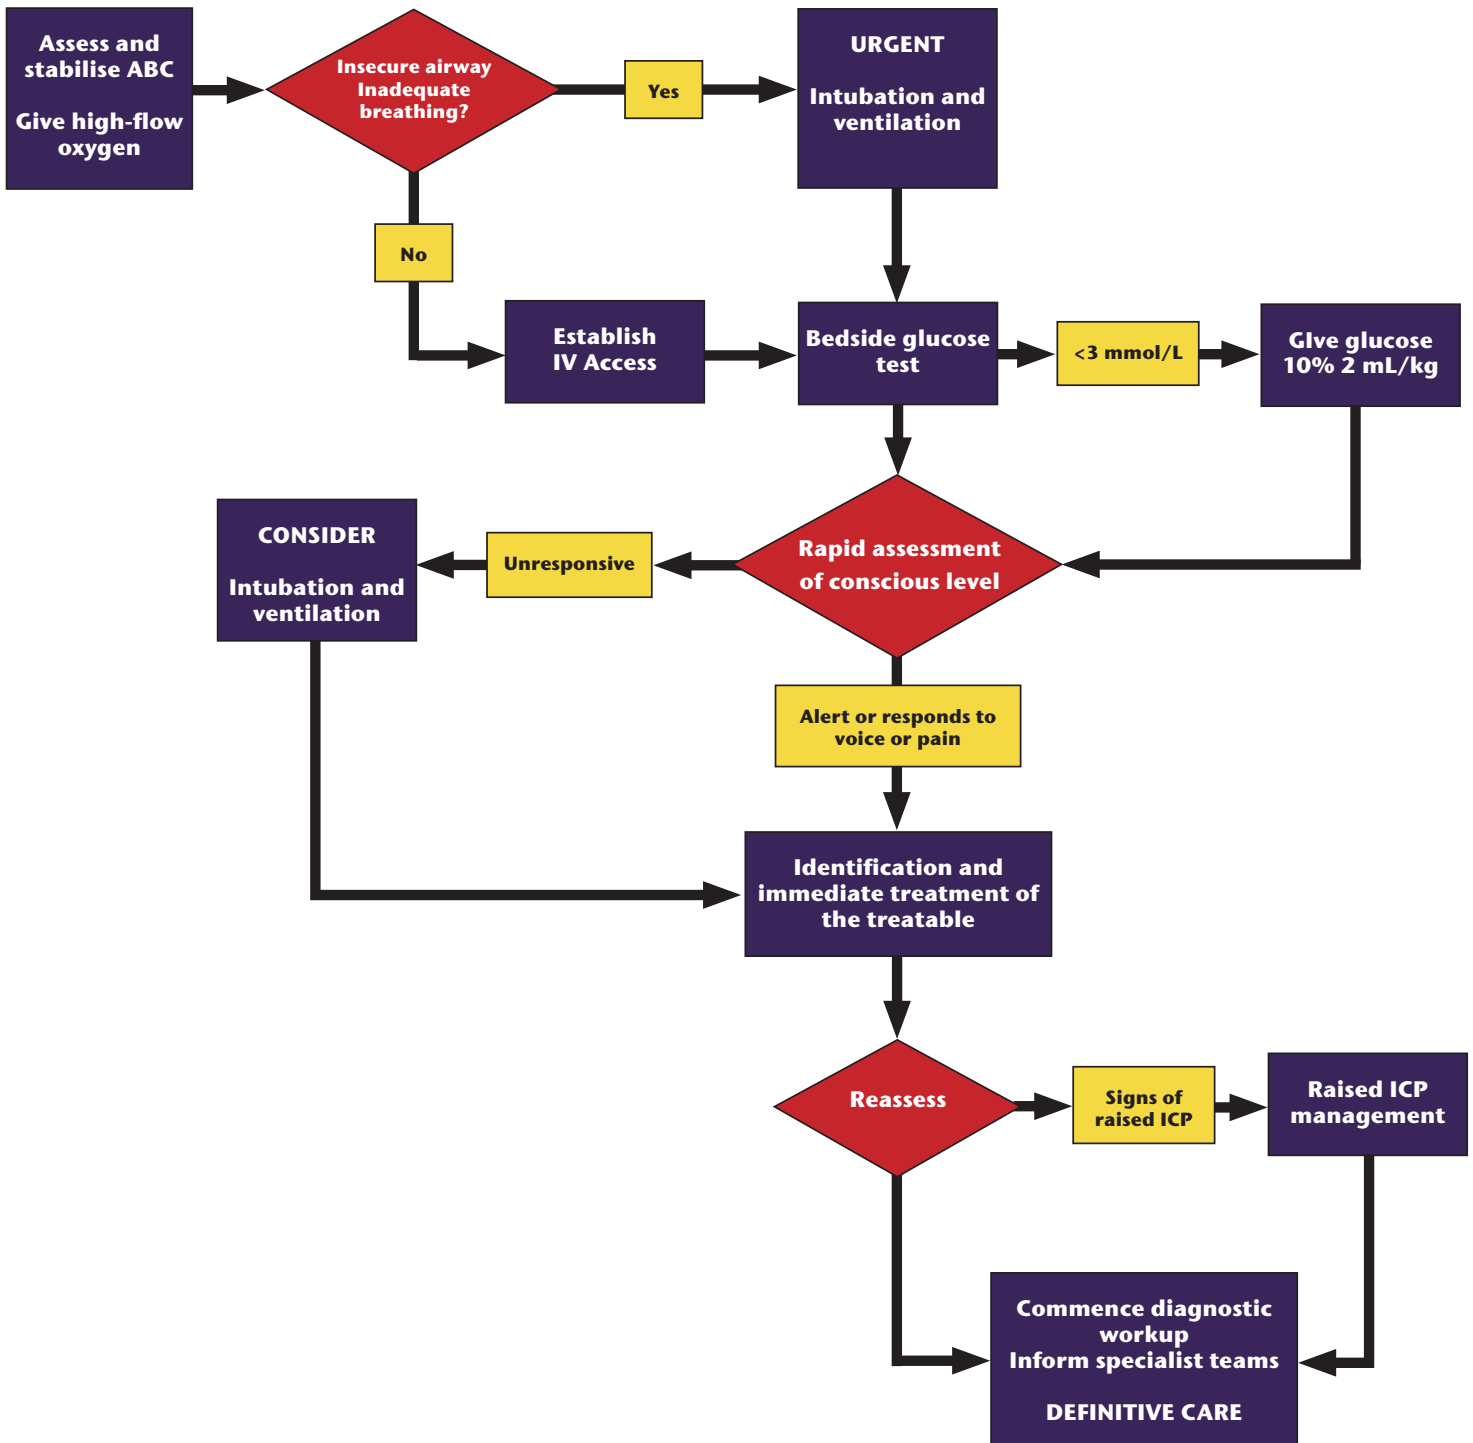 Assess and
stabilise ABC
Give high-flow
oxygen
Insecure airway
Inadequate
breathing?
Yes
URGENT
Intubation and
ventilation
No
Establish
IV Access
Bedside glucose
test
<3 mmol/L
GIve glucose
10% 2 mL/kg
Rapid assessment
of conscious level
Unresponsive
CONSIDER
Intubation and
ventilation
Alert or responds to
voice or pain
Identification and
immediate treatment of
the treatable
Reassess
Signs of
raised ICP
Raised ICP
management
Commence diagnostic
workup
Inform specialist teams
DEFINITIVE CARE